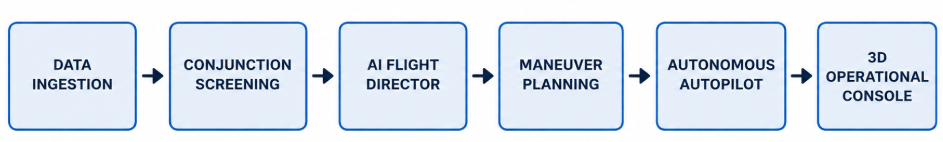 DATA
INGESTION
CONJUNCTION
SCREENING
AI FLIGHT
DIRECTOR
MANEUVER
PLANNING
AUTONOMOUS
AUTOPILOT
3D
OPERATIONAL
CONSOLE